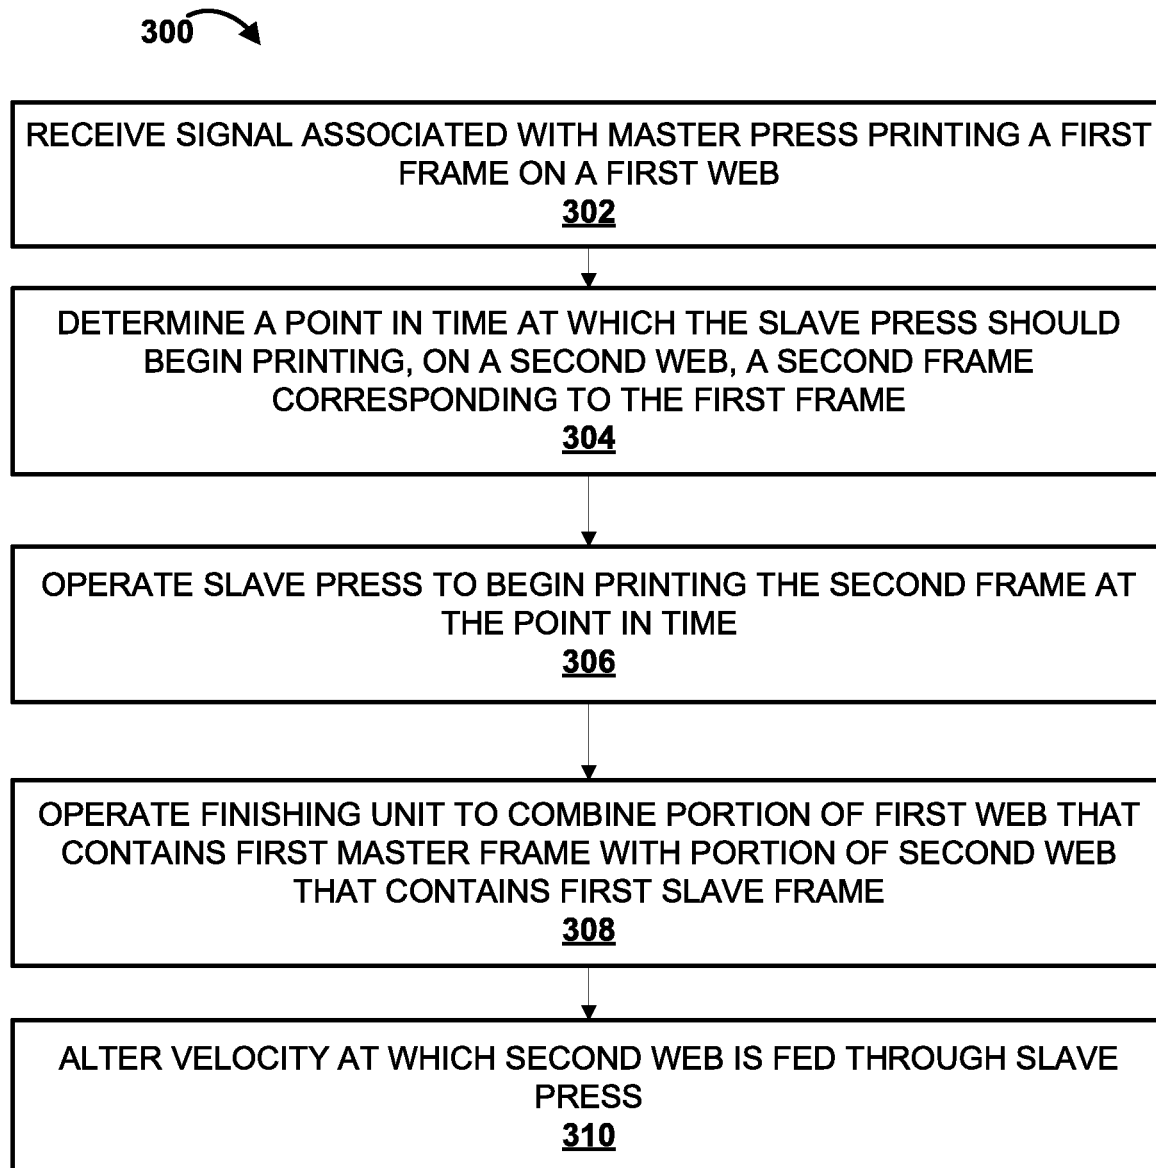 300
RECEIVE SIGNAL ASSOCIATED WITH MASTER PRESS PRINTING A FIRST
FRAME ON A FIRST WEB
302
DETERMINE A POINT IN TIME AT WHICH THE SLAVE PRESS SHOULD
BEGIN PRINTING, ON A SECOND WEB, A SECOND FRAME
CORRESPONDING TO THE FIRST FRAME
304
OPERATE SLAVE PRESS TO BEGIN PRINTING THE SECOND FRAME AT
THE POINT IN TIME
306
OPERATE FINISHING UNIT TO COMBINE PORTION OF FIRST WEB THAT
CONTAINS FIRST MASTER FRAME WITH PORTION OF SECOND WEB
THAT CONTAINS FIRST SLAVE FRAME
308
ALTER VELOCITY AT WHICH SECOND WEB IS FED THROUGH SLAVE
PRESS
310